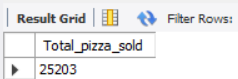 Result Grid Filter Rows:
Total_pizza_sold
25203